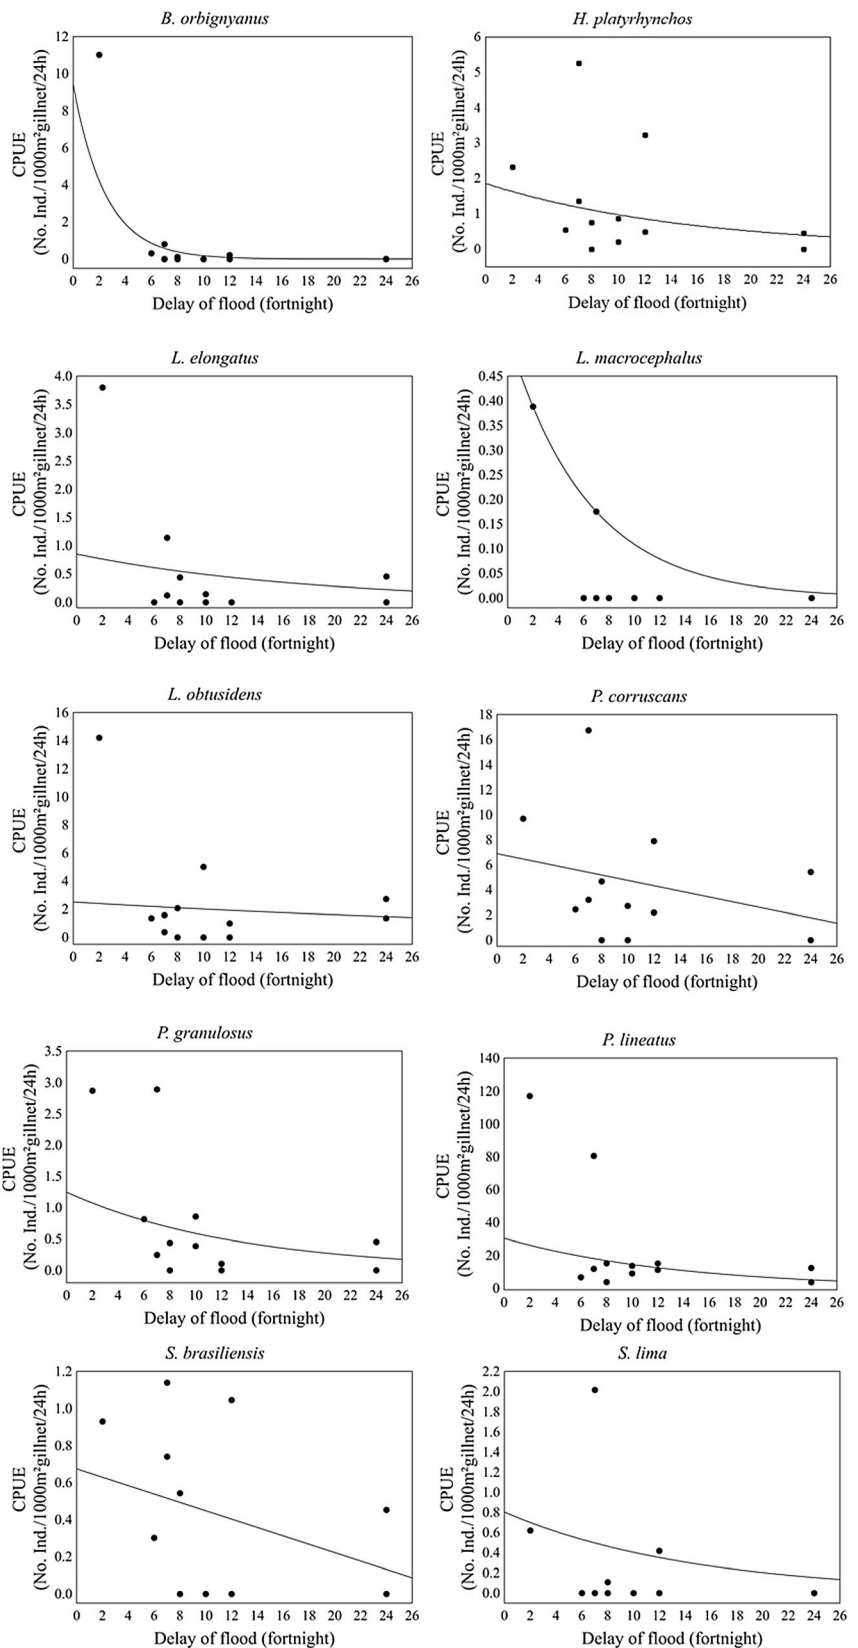 B. orbignyanus
CPUE
(No. Ind./1000m²gillnet/24h)
12
10
8
6
4
2
0
0 2 4 6 8 10 12 14 16 18 20 22 24 26
Delay of flood (fortnight)
H. platyrhynchos
CPUE
(No. Ind./1000m²gillnet/24h)
6
5
4
3
2
1
0
0 2 4 6 8 10 12 14 16 18 20 22 24 26
Delay of flood (fortnight)
L. elongatus
CPUE
(No. Ind./1000m²gillnet/24h)
4.0
3.5
3.0
2.5
2.0
1.5
1.0
0.5
0.0
0 2 4 6 8 10 12 14 16 18 20 22 24 26
Delay of flood (fortnight)
L. macrocephalus
CPUE
(No. Ind./1000m²gillnet/24h)
0.45
0.40
0.35
0.30
0.25
0.20
0.15
0.10
0.05
0.00
0 2 4 6 8 10 12 14 16 18 20 22 24 26
Delay of flood (fortnight)
L. obtusidens
CPUE
(No. Ind./1000m²gillnet/24h)
16
14
12
10
8
6
4
2
0
0 2 4 6 8 10 12 14 16 18 20 22 24 26
Delay of flood (fortnight)
P. corruscans
CPUE
(No. Ind./1000m²gillnet/24h)
18
16
14
12
10
8
6
4
2
0
0 2 4 6 8 10 12 14 16 18 20 22 24 26
Delay of flood (fortnight)
P. granulosus
CPUE
(No. Ind./1000m²gillnet/24h)
3.5
3.0
2.5
2.0
1.5
1.0
0.5
0.0
0 2 4 6 8 10 12 14 16 18 20 22 24 26
Delay of flood (fortnight)
P. lineatus
CPUE
(No. Ind./1000m²gillnet/24h)
140
120
100
80
60
40
20
0
0 2 4 6 8 10 12 14 16 18 20 22 24 26
Delay of flood (fortnight)
S. brasiliensis
CPUE
(No. Ind./1000m²gillnet/24h)
1.2
1.0
0.8
0.6
0.4
0.2
0.0
0 2 4 6 8 10 12 14 16 18 20 22 24 26
Delay of flood (fortnight)
S. lima
CPUE
(No. Ind./1000m²gillnet/24h)
2.2
2.0
1.8
1.6
1.4
1.2
1.0
0.8
0.6
0.4
0.2
0.0
0 2 4 6 8 10 12 14 16 18 20 22 24 26
Delay of flood (fortnight)